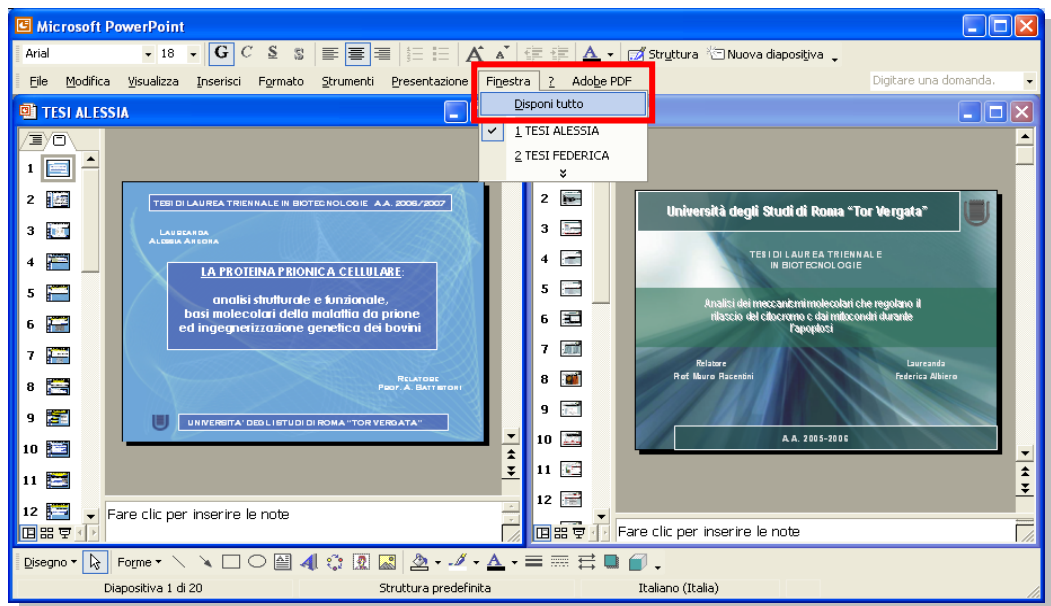 Microsoft PowerPoint
Arial 18 G C S S A A A Struttura Nuova diapositiva
File Modifica Visualizza Inserisci Formato Strumenti Presentazione Finestra ? Adobe PDF Digitare una domanda.
Disponi tutto
1 TESI ALESSIA
2 TESI FEDERICA
TESI ALESSIA
1
2
3
4
5
6
7
8
9
10
11
12
TESI DI LAUREA TRIENNALE IN BIOTECNOLOGIE A.A. 2006/2007
LAUREANDA
LA PROTEINA PRIONICA CELLULARE:
analisi strutturale e funzionale,
basi molecolari della malattia da prione
ed ingegnerizzazione genetica dei bovini
RELATORE
PROF. A. BATTISTONI
UNIVERSITA' DEGLI STUDI DI ROMA "TOR VERGATA"
Fare clic per inserire le note
2
3
4
5
6
7
8
9
10
11
12
Università degli Studi di Roma "Tor Vergata"
TESI DI LAUREA TRIENNALE
IN BIOTECNOLOGIE
Analisi dei meccanismi molecolari che regolano il
rilascio del citocromo c dai mitocondri durante
l'apoptosi
Relatore
Prof. Mauro Piacentini
Laureanda
Federica Albiero
A.A. 2005-2006
Fare clic per inserire le note
Disegno Forme A A
Diapositiva 1 di 20 Struttura predefinita Italiano (Italia)